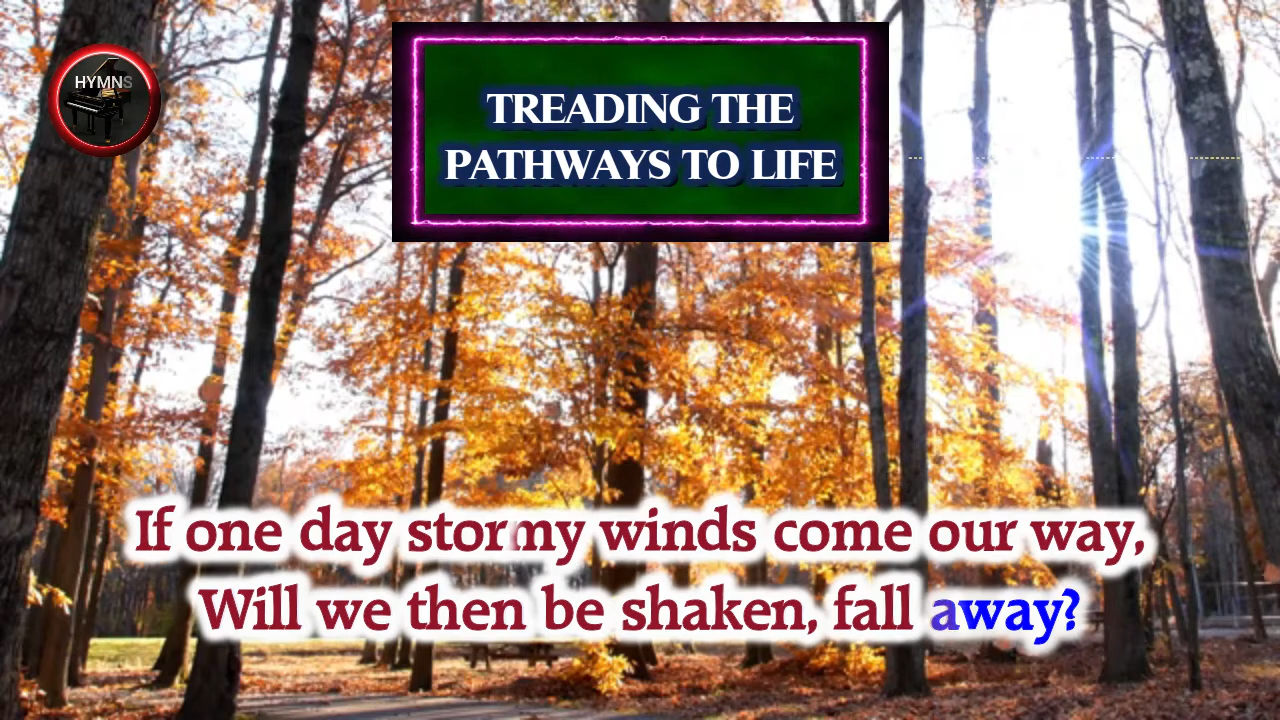 HYMNS
TREADING THE
PATHWAYS TO LIFE
If one day stormy winds come our way,
Will we then be shaken, fall away?